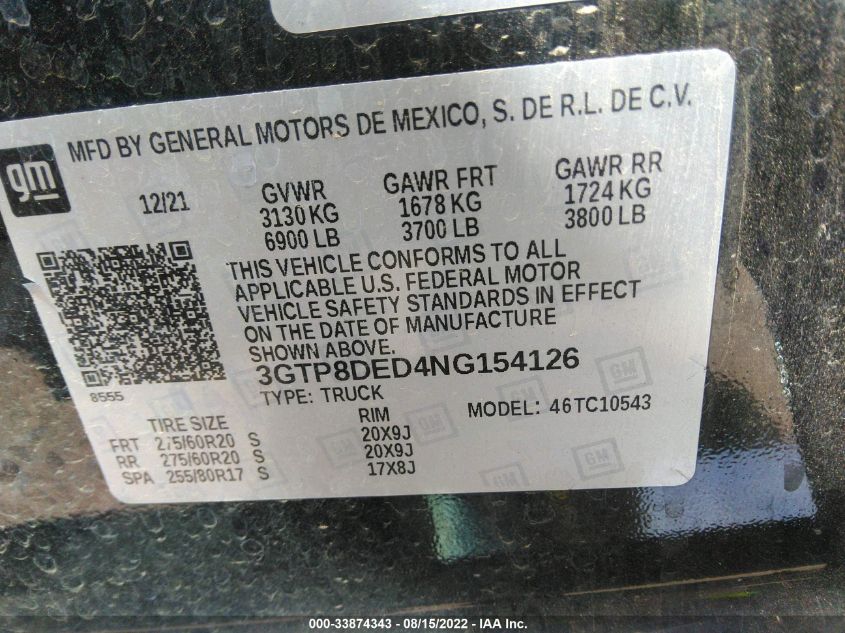 MFD BY GENERAL MOTORS DE MEXICO, S. DE R.L. DE C.V.
gm
12/21
GVWR
3130 KG
6900 LB
GAWR FRT
1678 KG
3700 LB
GAWR RR
1724 KG
3800 LB
THIS VEHICLE CONFORMS TO ALL
APPLICABLE U.S. FEDERAL MOTOR
VEHICLE SAFETY STANDARDS IN EFFECT
ON THE DATE OF MANUFACTURE
SHOWN ABOVE.
3GTP8DED4NG154126
8555
TYPE: TRUCK
MODEL: 46TC10543
TIRE SIZE RIM
FRT 275/60R20 S 20X9J
RR 275/60R20 S 20X9J
SPA 255/80R17 S 17X8J
000-33874343 - 08/15/2022 - IAA Inc.